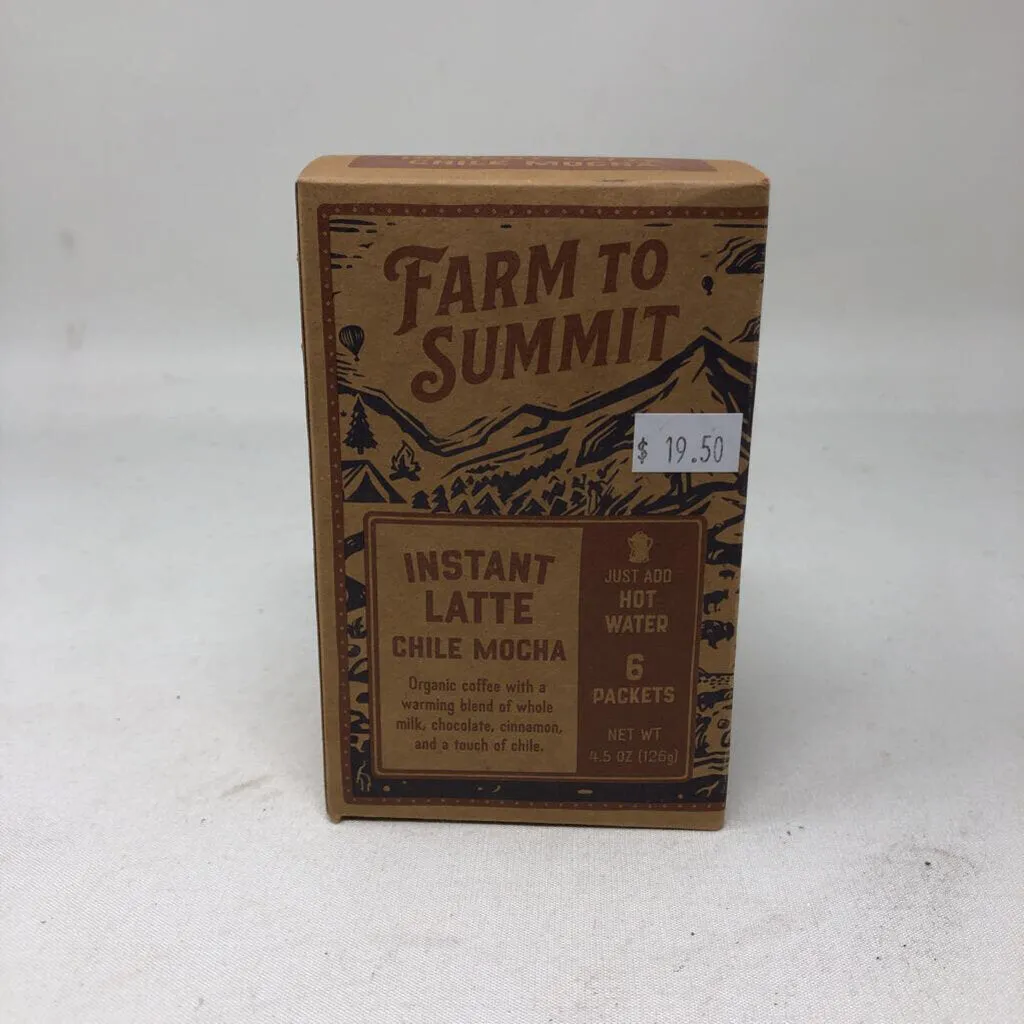 CHILE MOCHA
FARM TO
SUMMIT
$ 19.50
INSTANT
LATTE
CHILE MOCHA
Organic coffee with a
warming blend of whole
milk, chocolate, cinnamon,
and a touch of chile.
JUST ADD
HOT
WATER
6
PACKETS
NET WT
4.5 OZ (126g)